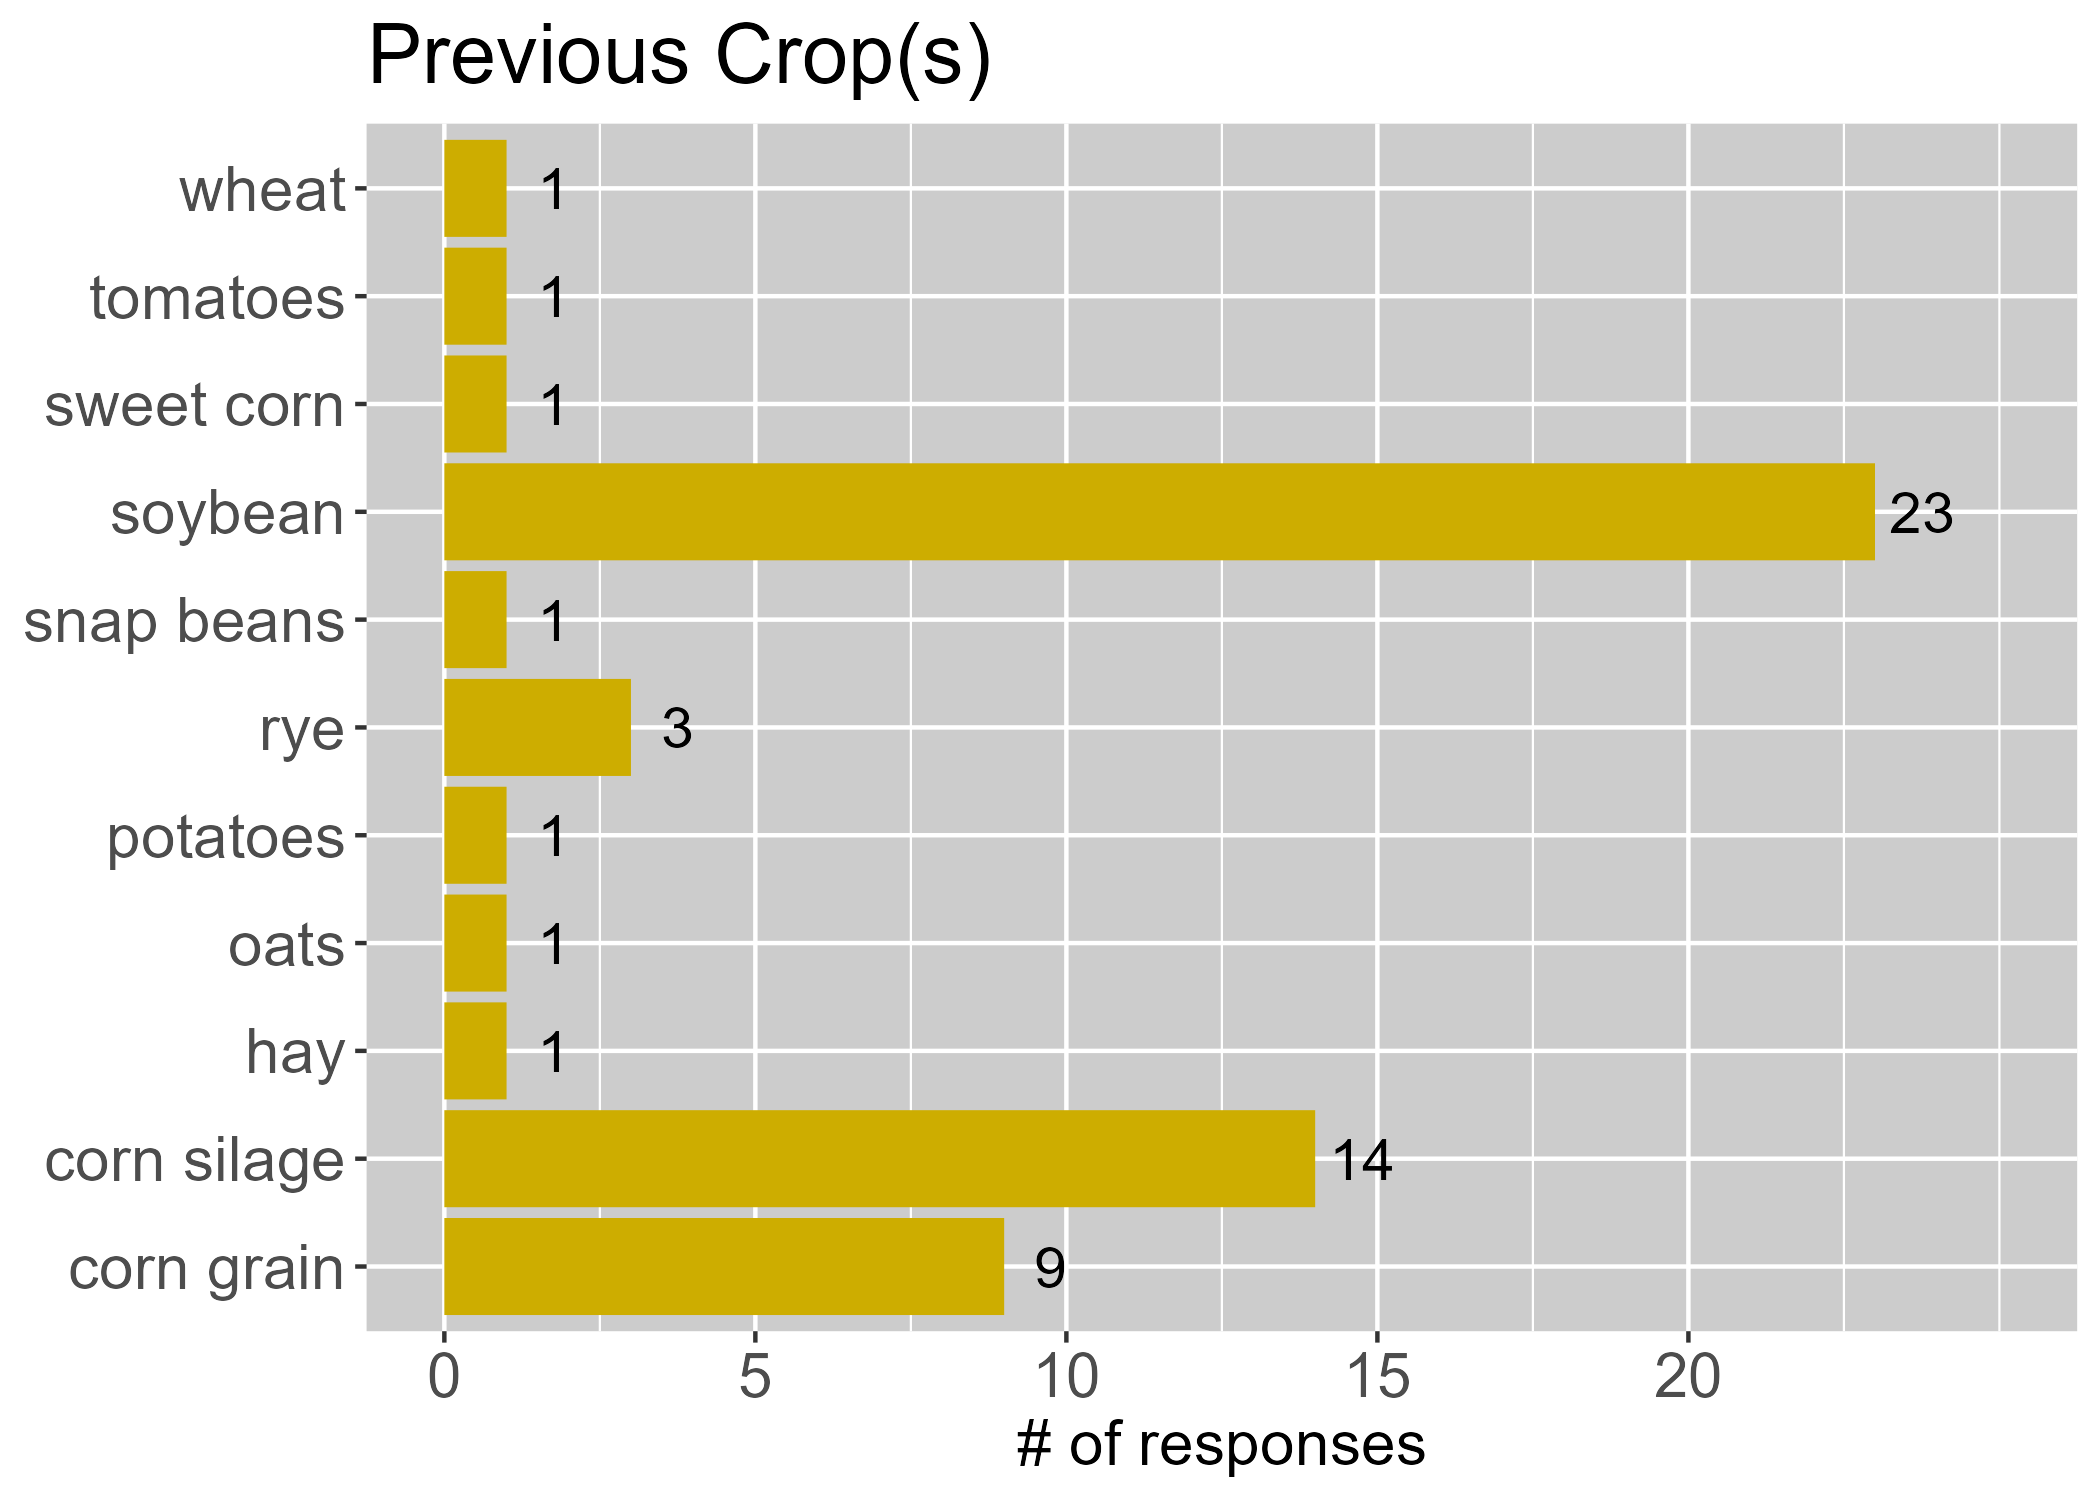 Previous Crop(s)
wheat 1
tomatoes 1
sweet corn 1
soybean 23
snap beans 1
rye 3
potatoes 1
oats 1
hay 1
corn silage 14
corn grain 9
0 5 10 15 20
# of responses